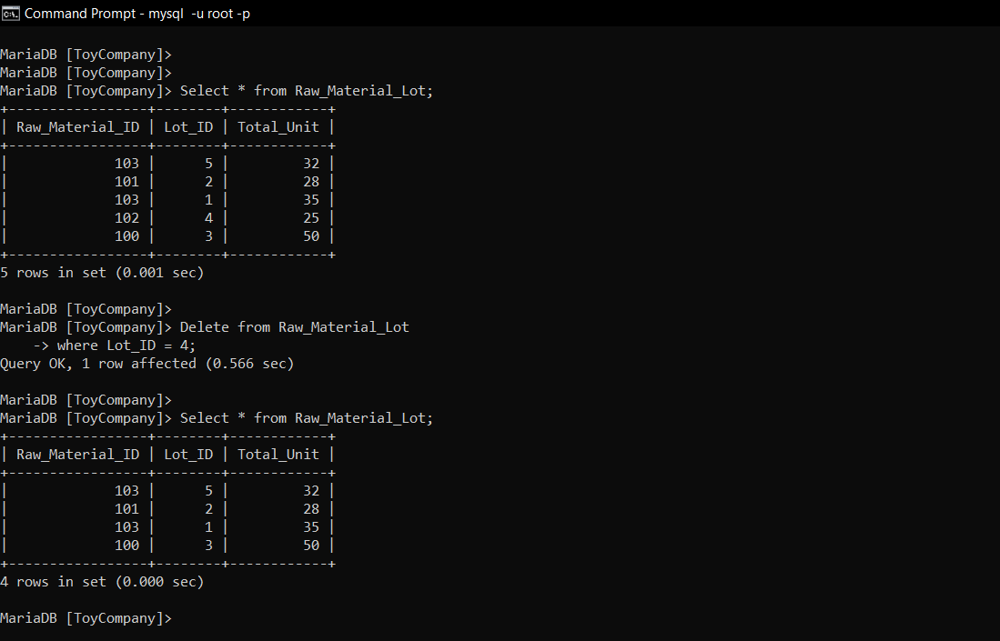 Command Prompt - mysql  -u root -p
MariaDB [ToyCompany]>
MariaDB [ToyCompany]>
MariaDB [ToyCompany]> Select * from Raw_Material_Lot;
+-----------------+--------+------------+
| Raw_Material_ID | Lot_ID | Total_Unit |
+-----------------+--------+------------+
|             103 |      5 |         32 |
|             101 |      2 |         28 |
|             103 |      1 |         35 |
|             102 |      4 |         25 |
|             100 |      3 |         50 |
+-----------------+--------+------------+
5 rows in set (0.001 sec)

MariaDB [ToyCompany]>
MariaDB [ToyCompany]> Delete from Raw_Material_Lot
    -> where Lot_ID = 4;
Query OK, 1 row affected (0.566 sec)

MariaDB [ToyCompany]>
MariaDB [ToyCompany]> Select * from Raw_Material_Lot;
+-----------------+--------+------------+
| Raw_Material_ID | Lot_ID | Total_Unit |
+-----------------+--------+------------+
|             103 |      5 |         32 |
|             101 |      2 |         28 |
|             103 |      1 |         35 |
|             100 |      3 |         50 |
+-----------------+--------+------------+
4 rows in set (0.000 sec)

MariaDB [ToyCompany]>